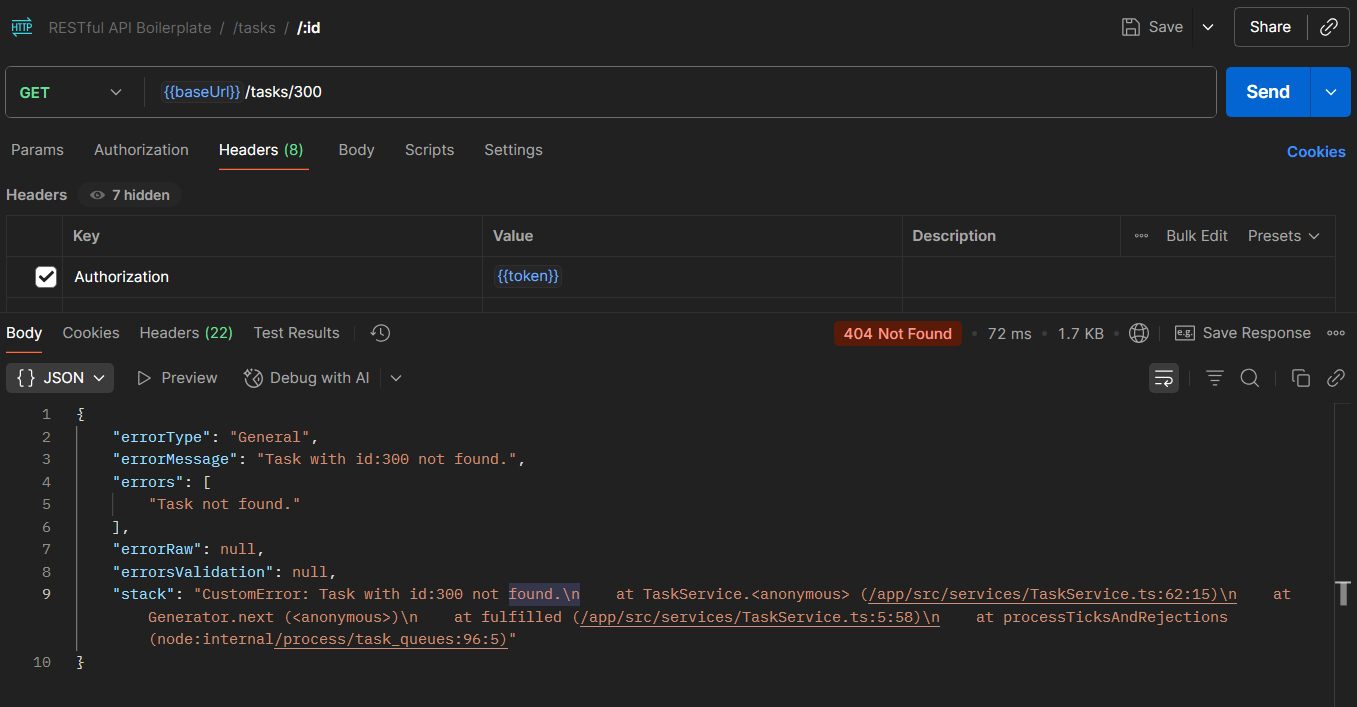 HTTP RESTful API Boilerplate / /tasks / /:id Save Share
GET {{baseUrl}} /tasks/300 Send
Params Authorization Headers (8) Body Scripts Settings Cookies
Headers 7 hidden
Key Value Description Bulk Edit Presets
Authorization {{token}}
Body Cookies Headers (22) Test Results 404 Not Found 72 ms 1.7 KB e.g. Save Response
{} JSON Preview Debug with AI
1 {
2 "errorType": "General",
3 "errorMessage": "Task with id:300 not found.",
4 "errors": [
5 "Task not found."
6 ],
7 "errorRaw": null,
8 "errorsValidation": null,
9 "stack": "CustomError: Task with id:300 not found.\n    at TaskService.<anonymous> (/app/src/services/TaskService.ts:62:15)\n    at
Generator.next (<anonymous>)\n    at fulfilled (/app/src/services/TaskService.ts:5:58)\n    at processTicksAndRejections
(node:internal/process/task_queues:96:5)"
10 }